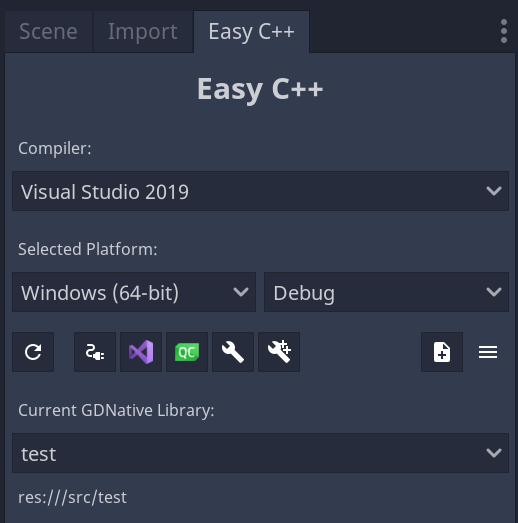 Scene Import Easy C++
Easy C++
Compiler:
Visual Studio 2019
Selected Platform:
Windows (64-bit) Debug
QC
Current GDNative Library:
test
res:///src/test